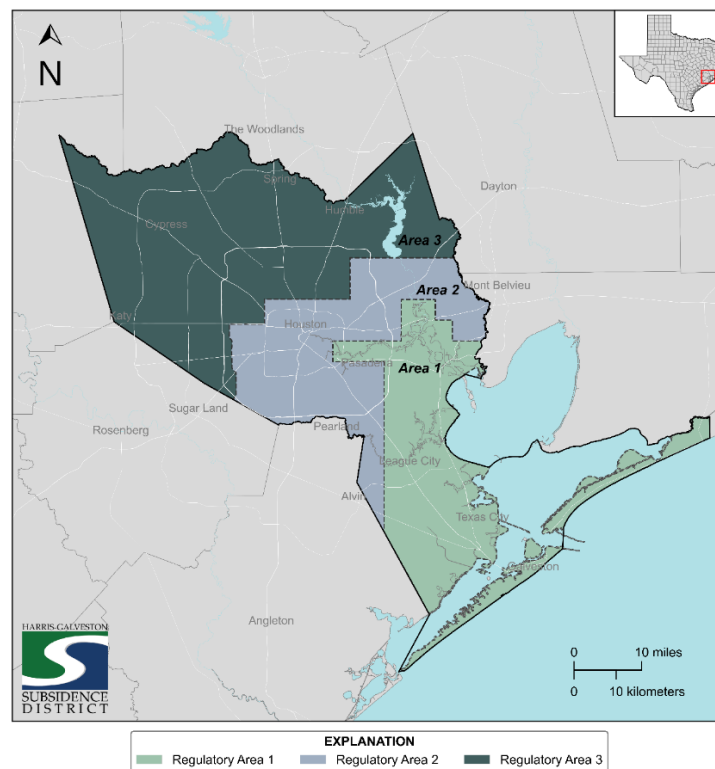 N
The Woodlands
Spring
Dayton
Humble
Cypress
Area 3
Area 2
Mont Belvieu
Katy
Houston
Pasadena
Area 1
Sugar Land
Rosenberg
Pearland
League City
Alvin
Texas City
Galveston
Angleton
HARRIS-GALVESTON
SUBSIDENCE
DISTRICT
0 10 miles
0 10 kilometers
EXPLANATION
Regulatory Area 1 Regulatory Area 2 Regulatory Area 3